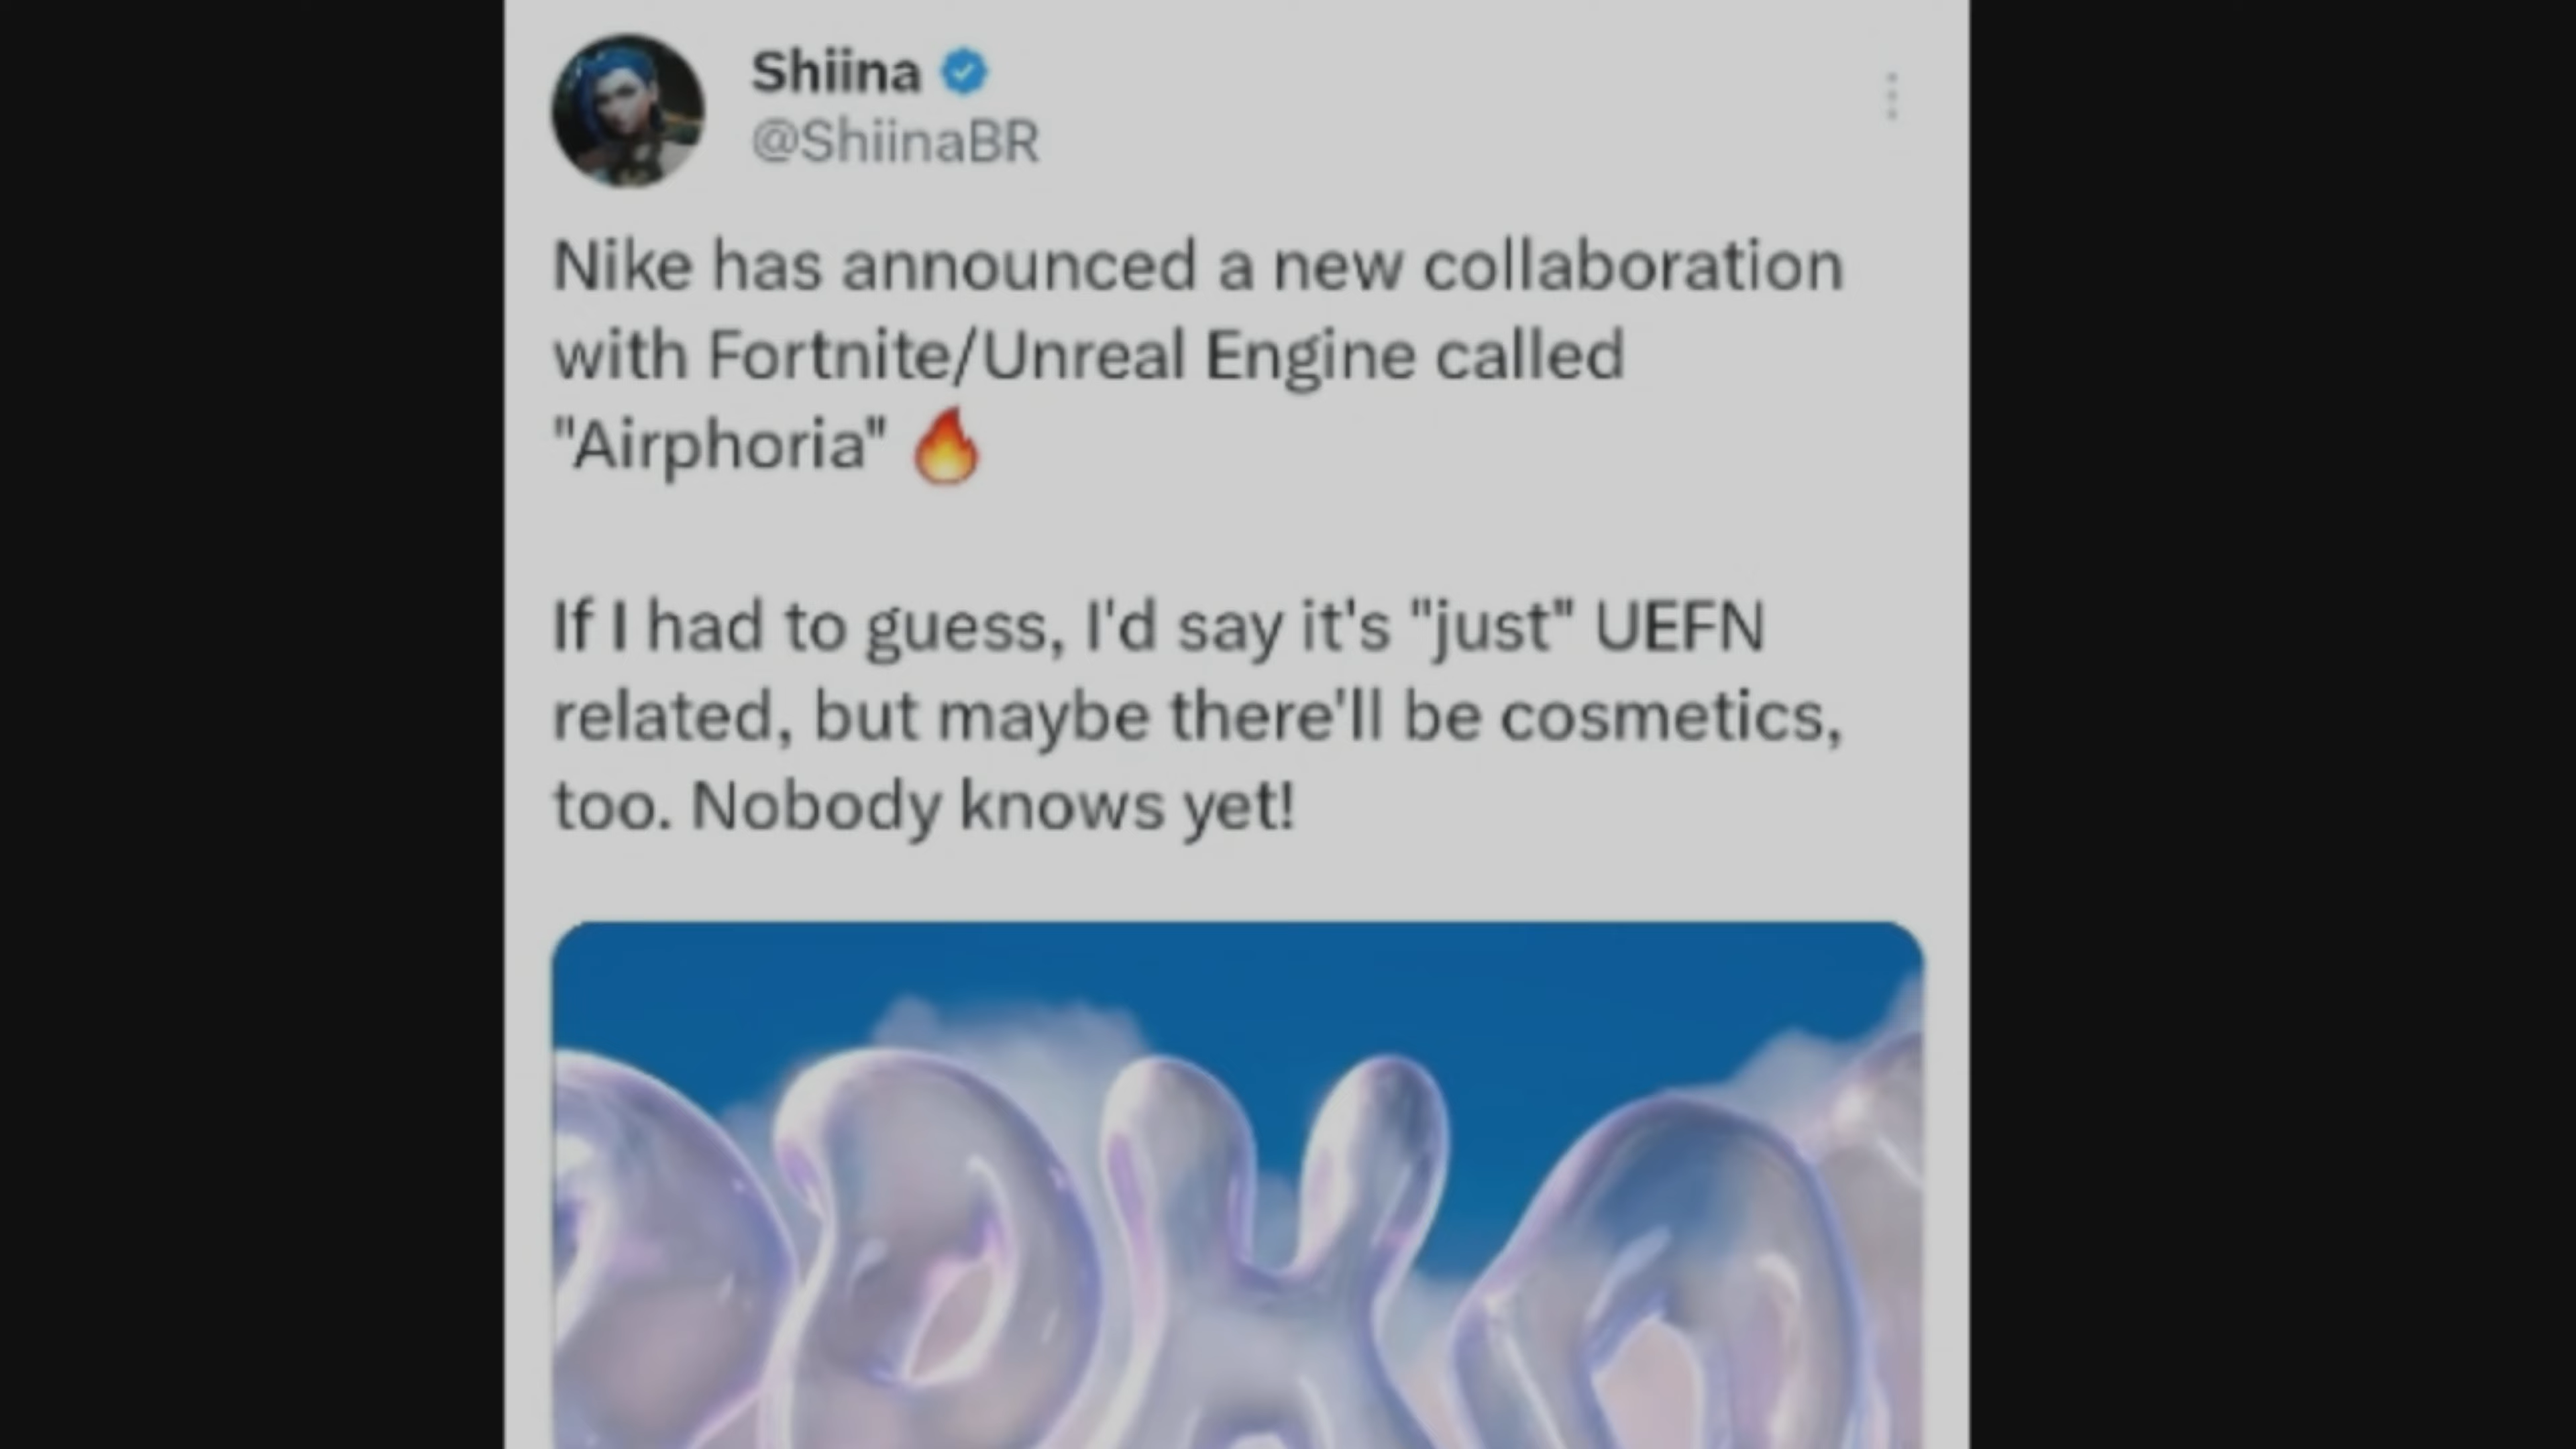 Shiina
@ShiinaBR
Nike has announced a new collaboration
with Fortnite/Unreal Engine called
"Airphoria" 🔥
If I had to guess, I'd say it's "just" UEFN
related, but maybe there'll be cosmetics,
too. Nobody knows yet!
RPHO